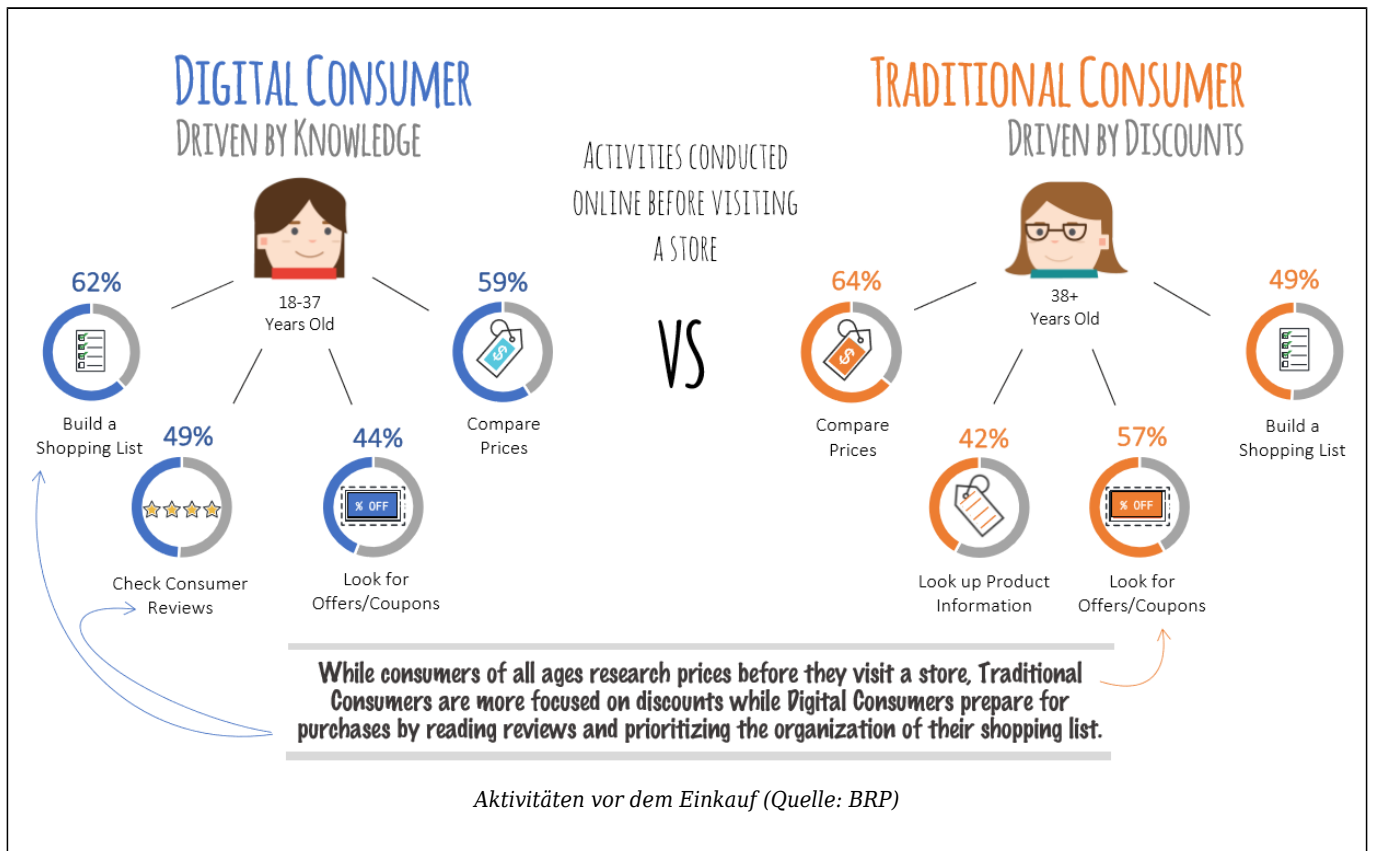 DIGITAL CONSUMER
DRIVEN BY KNOWLEDGE
TRADITIONAL CONSUMER
DRIVEN BY DISCOUNTS
ACTIVITIES CONDUCTED
ONLINE BEFORE VISITING
A STORE
VS
18-37
Years Old
62%
Build a
Shopping List
49%
Check Consumer
Reviews
44%
% OFF
Look for
Offers/Coupons
59%
$
Compare
Prices
38+
Years Old
64%
$
Compare
Prices
42%
Look up Product
Information
57%
% OFF
Look for
Offers/Coupons
49%
Build a
Shopping List
While consumers of all ages research prices before they visit a store, Traditional
Consumers are more focused on discounts while Digital Consumers prepare for
purchases by reading reviews and prioritizing the organization of their shopping list.
Aktivitäten vor dem Einkauf (Quelle: BRP)